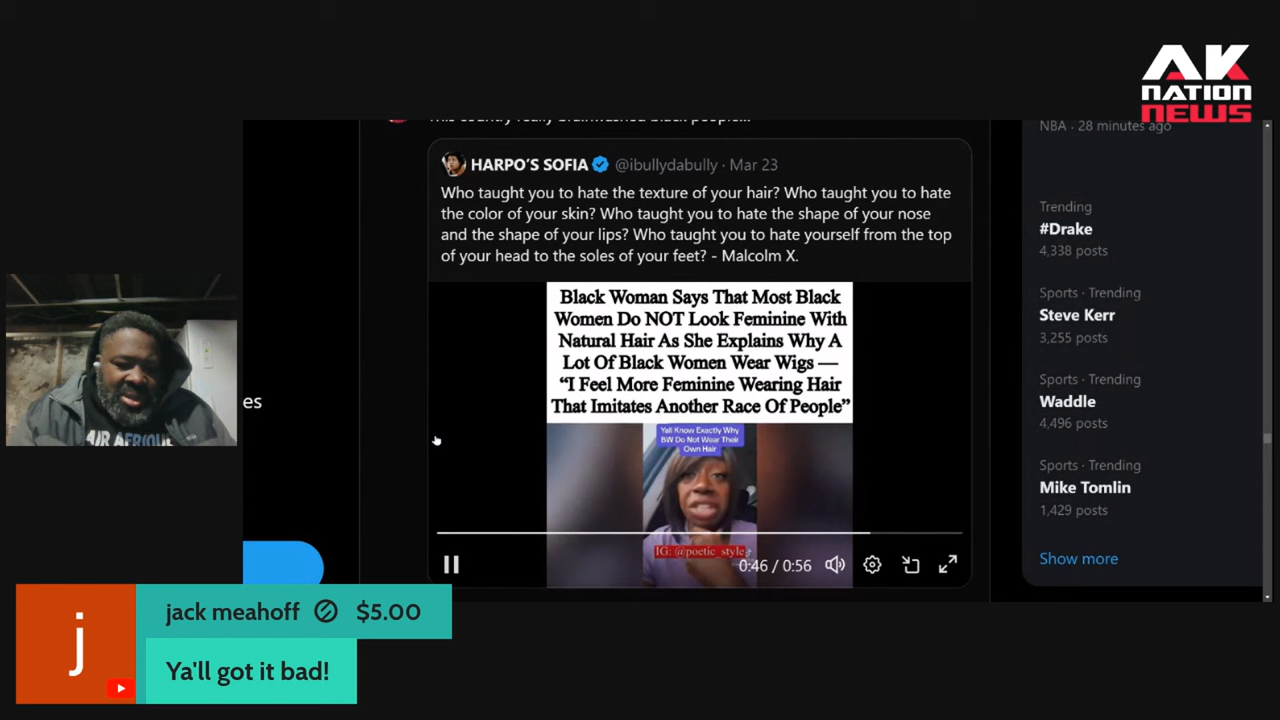 AK
NATION
NEWS
This country really brainwashed black people...
HARPO'S SOFIA @ibullydabully · Mar 23
Who taught you to hate the texture of your hair? Who taught you to hate
the color of your skin? Who taught you to hate the shape of your nose
and the shape of your lips? Who taught you to hate yourself from the top
of your head to the soles of your feet? - Malcolm X.
Black Woman Says That Most Black
Women Do NOT Look Feminine With
Natural Hair As She Explains Why A
Lot Of Black Women Wear Wigs —
“I Feel More Feminine Wearing Hair
That Imitates Another Race Of People”
Yall Know Exactly Why
BW Do Not Wear Their
Own Hair
IG: @poetic_style
0:46 / 0:56
es
NBA · 28 minutes ago
Trending
#Drake
4,338 posts
Sports · Trending
Steve Kerr
3,255 posts
Sports · Trending
Waddle
4,496 posts
Sports · Trending
Mike Tomlin
1,429 posts
Show more
j
jack meahoff $5.00
Ya'll got it bad!